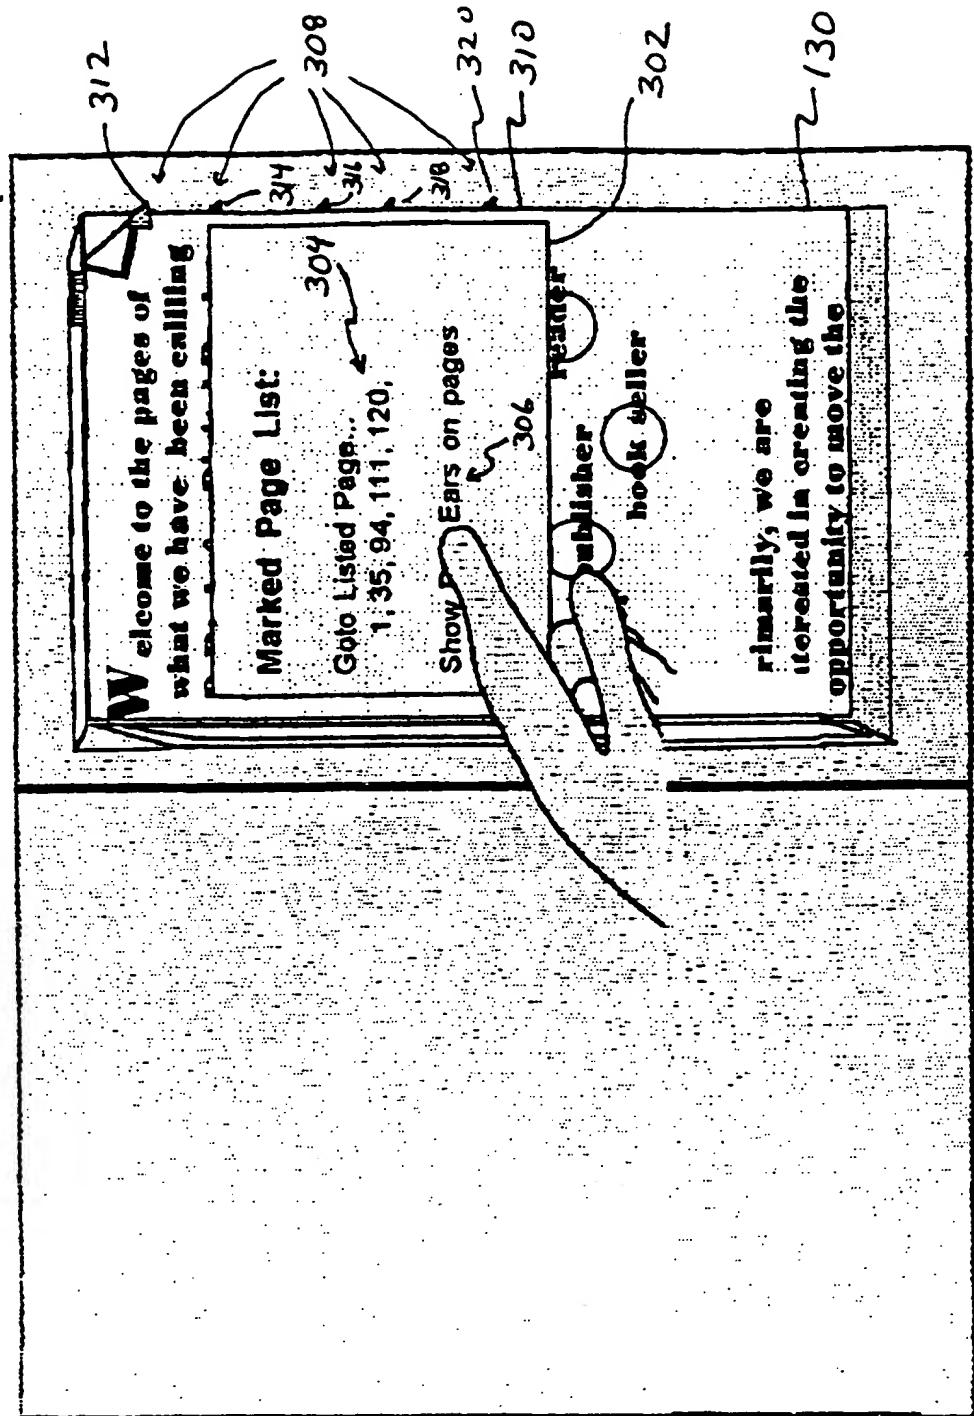 312
308
320
310
302
130
314
316
318
Welcome to the pages of
what we have been callling
Marked Page List:
304
Goto Listed Page...
1, 35, 94, 111, 120,
Show Ears on pages
306
reader
ublisher
book seller
rimarily, we are
iterested in creating the
opportunity to move the